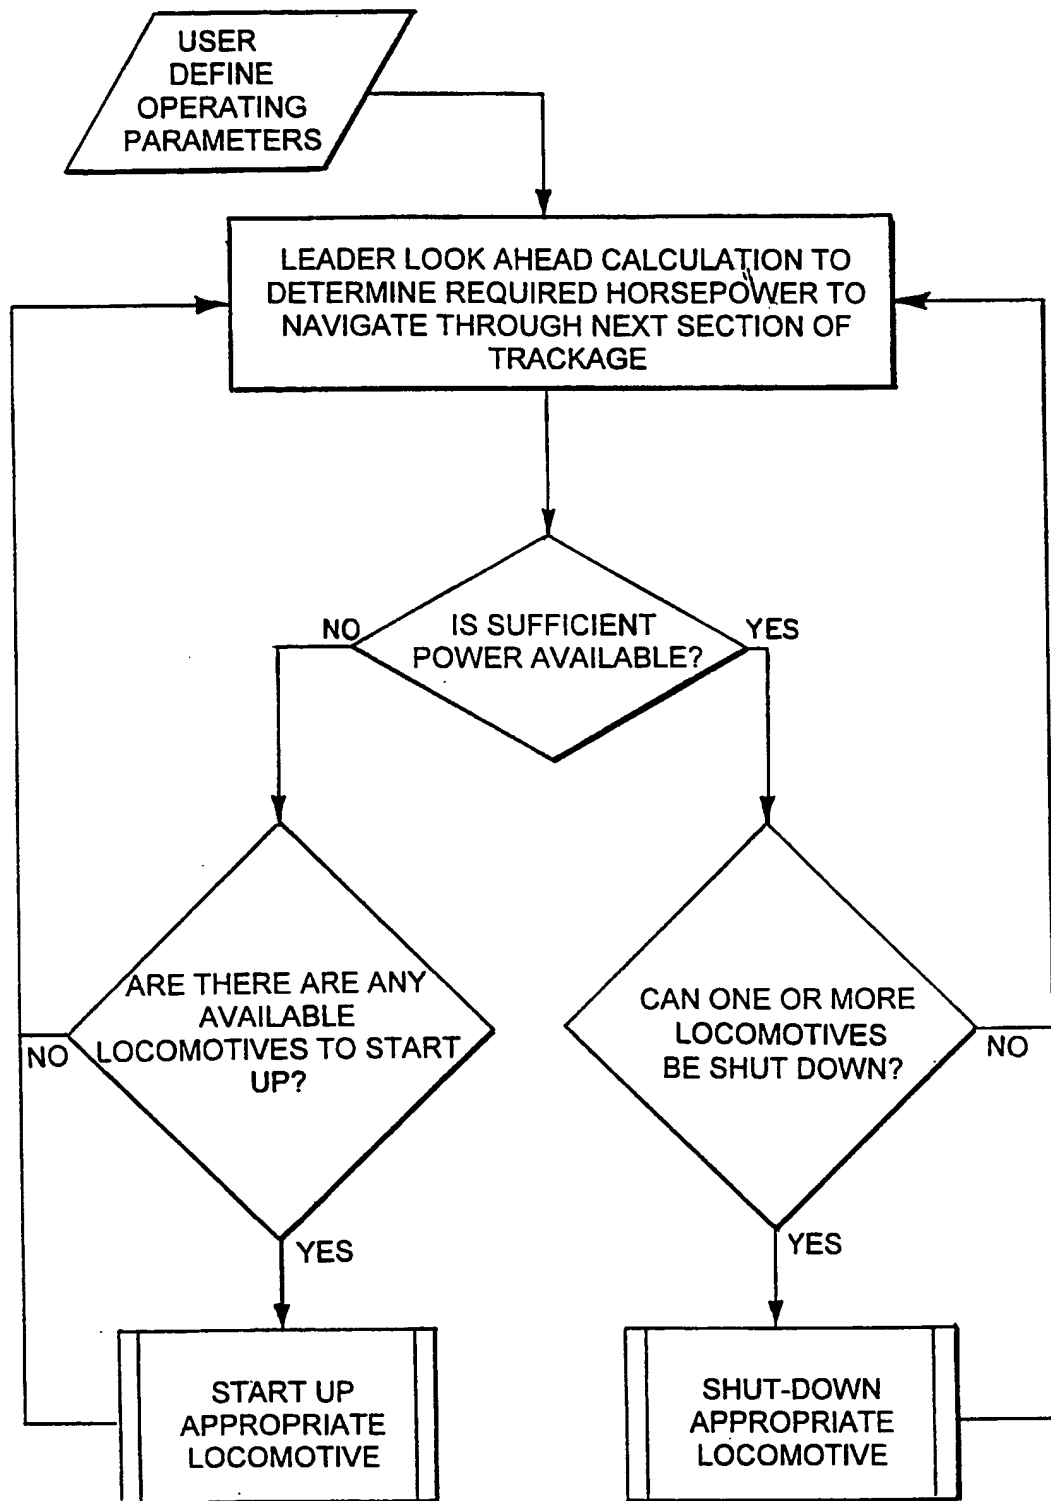 USER
DEFINE
OPERATING
PARAMETERS
LEADER LOOK AHEAD CALCULATION TO
DETERMINE REQUIRED HORSEPOWER TO
NAVIGATE THROUGH NEXT SECTION OF
TRACKAGE
NO
IS SUFFICIENT
POWER AVAILABLE?
YES
ARE THERE ARE ANY
AVAILABLE
LOCOMOTIVES TO START
UP?
NO
YES
CAN ONE OR MORE
LOCOMOTIVES
BE SHUT DOWN?
NO
YES
START UP
APPROPRIATE
LOCOMOTIVE
SHUT-DOWN
APPROPRIATE
LOCOMOTIVE